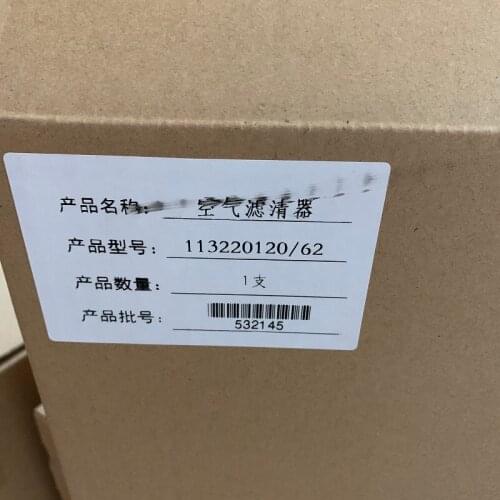 产品名称: 空气滤清器
产品型号: 113220120/62
产品数量: 1支
产品批号:
532145